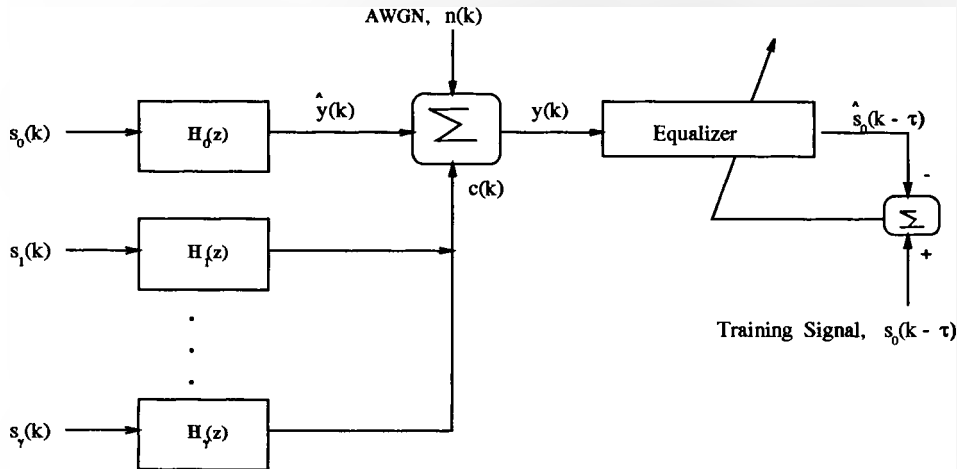 AWGN, n(k)
s₀(k)
H₀(z)
ŷ(k)
Σ
y(k)
Equalizer
ŝ₀(k - τ)
c(k)
-
Σ
+
s₁(k)
H₁(z)
Training Signal, s₀(k - τ)
sᵧ(k)
Hᵧ(z)